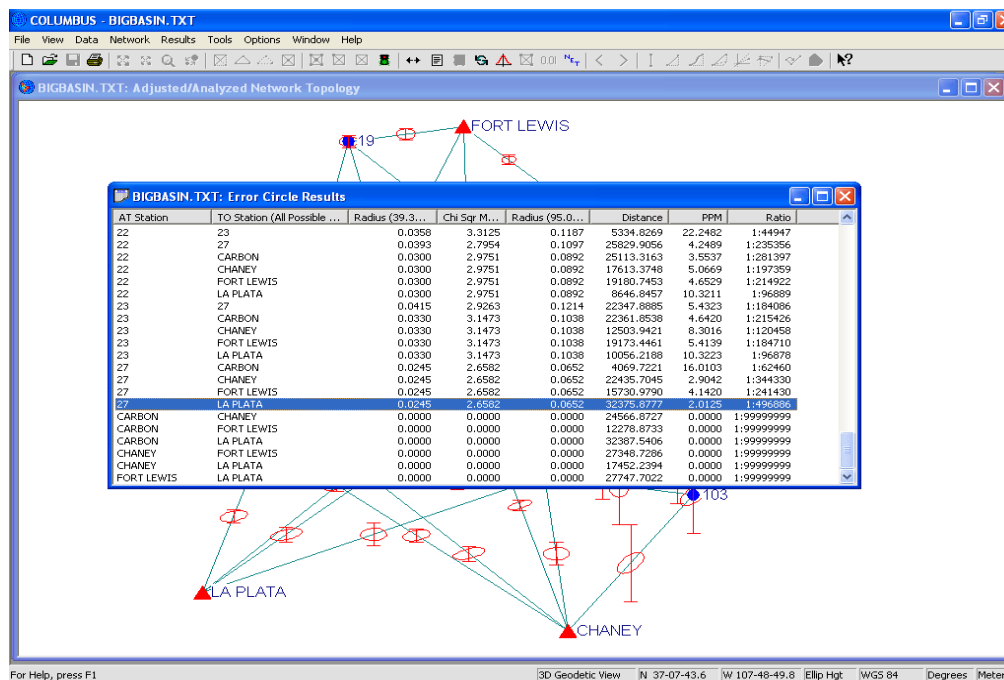 COLUMBUS - BIGBASIN.TXT
File View Data Network Results Tools Options Window Help
0.01 NET
BIGBASIN.TXT: Adjusted/Analyzed Network Topology
19
FORT LEWIS
BIGBASIN.TXT: Error Circle Results
AT Station TO Station (All Possible ... Radius (39.3... Chi Sqr M... Radius (95.0... Distance PPM Ratio
22 23 0.0358 3.3125 0.1187 5334.8269 22.2482 1:44947
22 27 0.0393 2.7954 0.1097 25829.9056 4.2489 1:235356
22 CARBON 0.0300 2.9751 0.0892 25113.3163 3.5537 1:281397
22 CHANEY 0.0300 2.9751 0.0892 17613.3748 5.0669 1:197359
22 FORT LEWIS 0.0300 2.9751 0.0892 19180.7453 4.6529 1:214922
22 LA PLATA 0.0300 2.9751 0.0892 8646.8457 10.3211 1:96889
23 27 0.0415 2.9263 0.1214 22347.8885 5.4323 1:184086
23 CARBON 0.0330 3.1473 0.1038 22361.8538 4.6420 1:215426
23 CHANEY 0.0330 3.1473 0.1038 12503.9421 8.3016 1:120458
23 FORT LEWIS 0.0330 3.1473 0.1038 19173.4461 5.4139 1:184710
23 LA PLATA 0.0330 3.1473 0.1038 10056.2188 10.3223 1:96878
27 CARBON 0.0245 2.6582 0.0652 4069.7221 16.0103 1:62460
27 CHANEY 0.0245 2.6582 0.0652 22435.7045 2.9042 1:344330
27 FORT LEWIS 0.0245 2.6582 0.0652 15730.9790 4.1420 1:241430
27 LA PLATA 0.0245 2.6582 0.0652 32375.8777 2.0125 1:496886
CARBON CHANEY 0.0000 0.0000 0.0000 24566.8727 0.0000 1:99999999
CARBON FORT LEWIS 0.0000 0.0000 0.0000 12278.8733 0.0000 1:99999999
CARBON LA PLATA 0.0000 0.0000 0.0000 32387.5406 0.0000 1:99999999
CHANEY FORT LEWIS 0.0000 0.0000 0.0000 27348.7286 0.0000 1:99999999
CHANEY LA PLATA 0.0000 0.0000 0.0000 17452.2394 0.0000 1:99999999
FORT LEWIS LA PLATA 0.0000 0.0000 0.0000 27747.7022 0.0000 1:99999999
103
LA PLATA
CHANEY
For Help, press F1 3D Geodetic View N 37-07-43.6 W 107-48-49.8 Ellip Hgt WGS 84 Degrees Meter